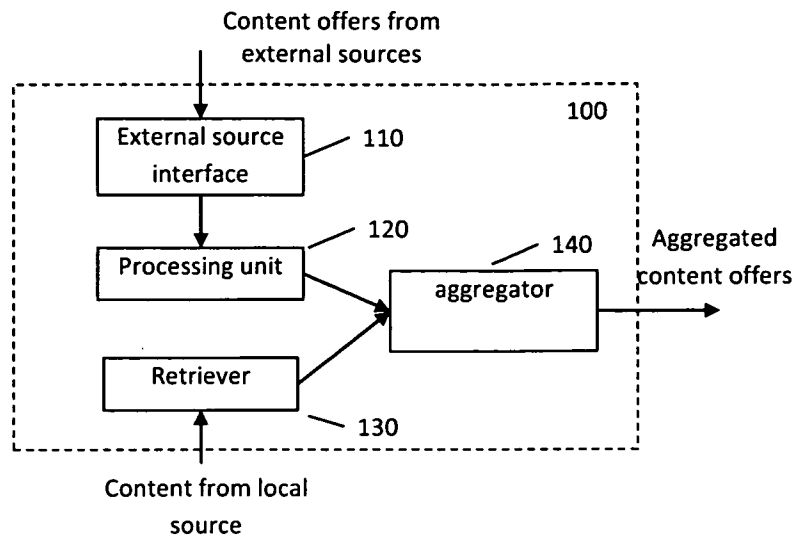 Content offers from
external sources
100
External source
interface
110
120
Processing unit
140
aggregator
Aggregated
content offers
Retriever
130
Content from local
source